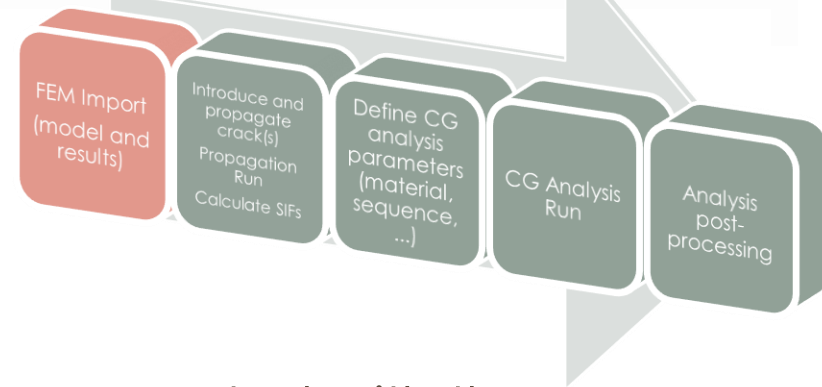 FEM Import
(model and
results)
Introduce and
propagate
crack(s)
Propagation
Run
Calculate SIFs
Define CG
analysis
parameters
(material,
sequence,
...)
CG Analysis
Run
Analysis
post-
processing